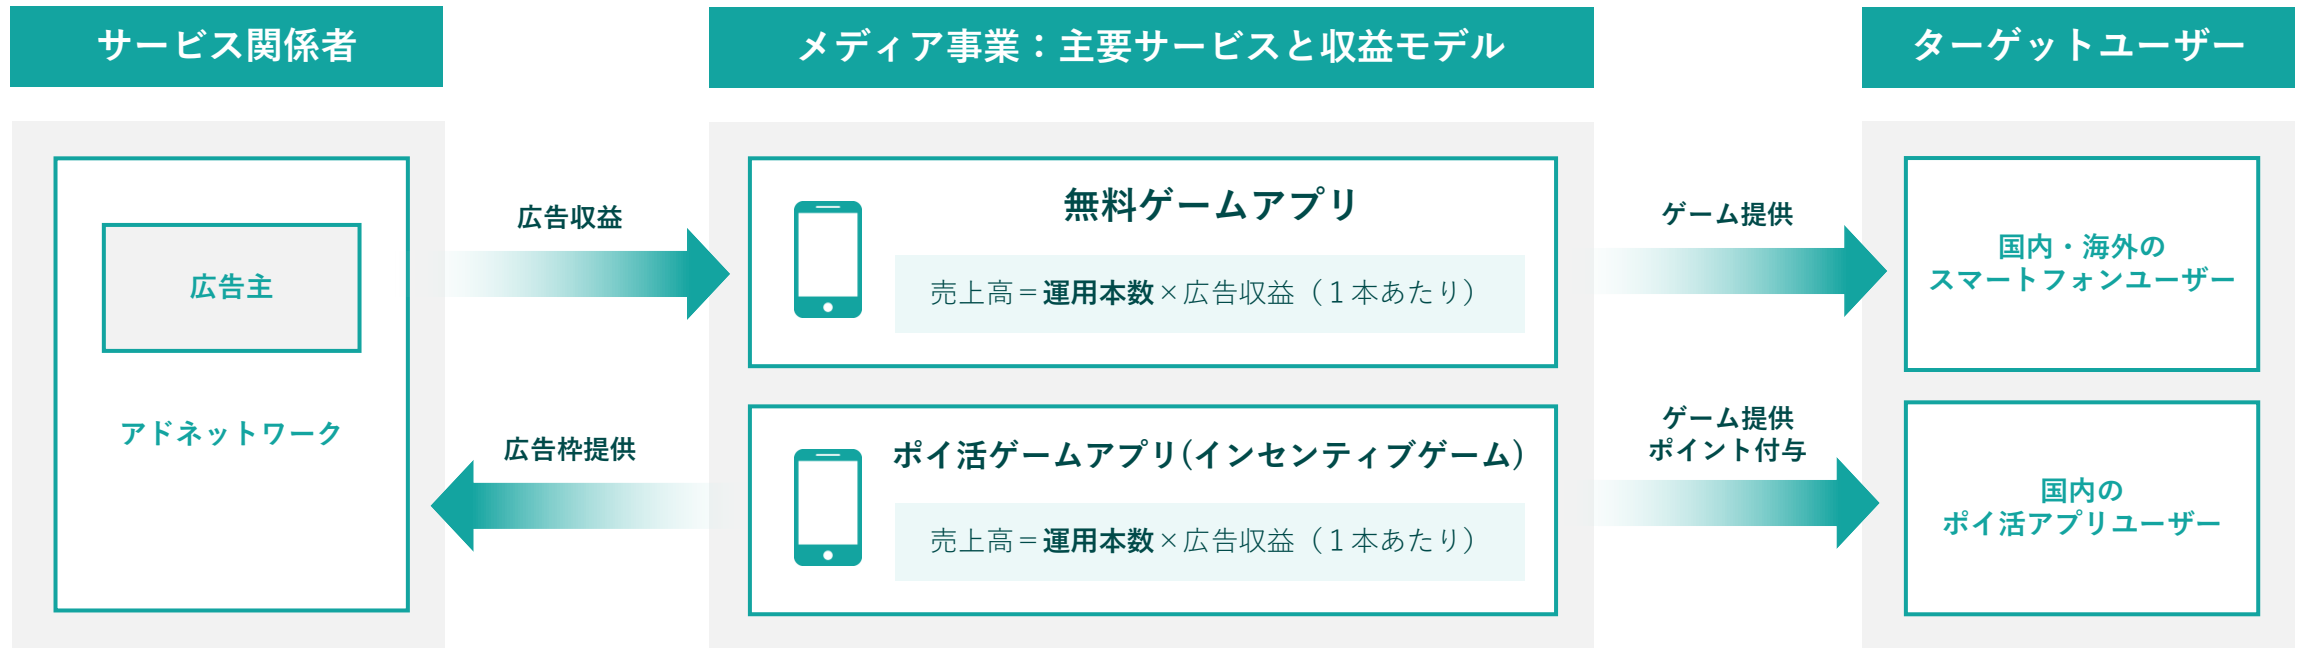 サービス関係者
メディア事業：主要サービスと収益モデル
ターゲットユーザー
広告主
アドネットワーク
広告収益
広告枠提供
無料ゲームアプリ
売上高＝運用本数×広告収益（１本あたり）
ポイ活ゲームアプリ(インセンティブゲーム)
売上高＝運用本数×広告収益（１本あたり）
ゲーム提供
ゲーム提供
ポイント付与
国内・海外の
スマートフォンユーザー
国内の
ポイ活アプリユーザー